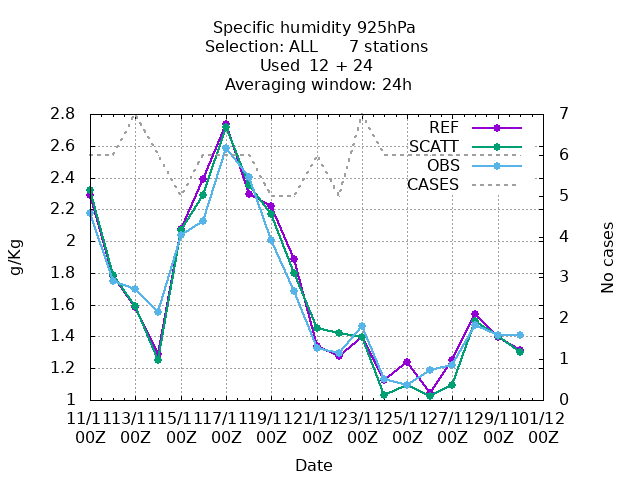 Specific humidity 925hPa
Selection: ALL 7 stations
Used 12 + 24
Averaging window: 24h
2.8
2.6
2.4
2.2
2
1.8
1.6
1.4
1.2
1
g/Kg
7
6
5
4
3
2
1
0
No cases
REF
SCATT
OBS
CASES
11/11 13/11 15/11 17/11 19/11 21/11 23/11 25/11 27/11 29/11 01/12
00Z 00Z 00Z 00Z 00Z 00Z 00Z 00Z 00Z 00Z 00Z
Date